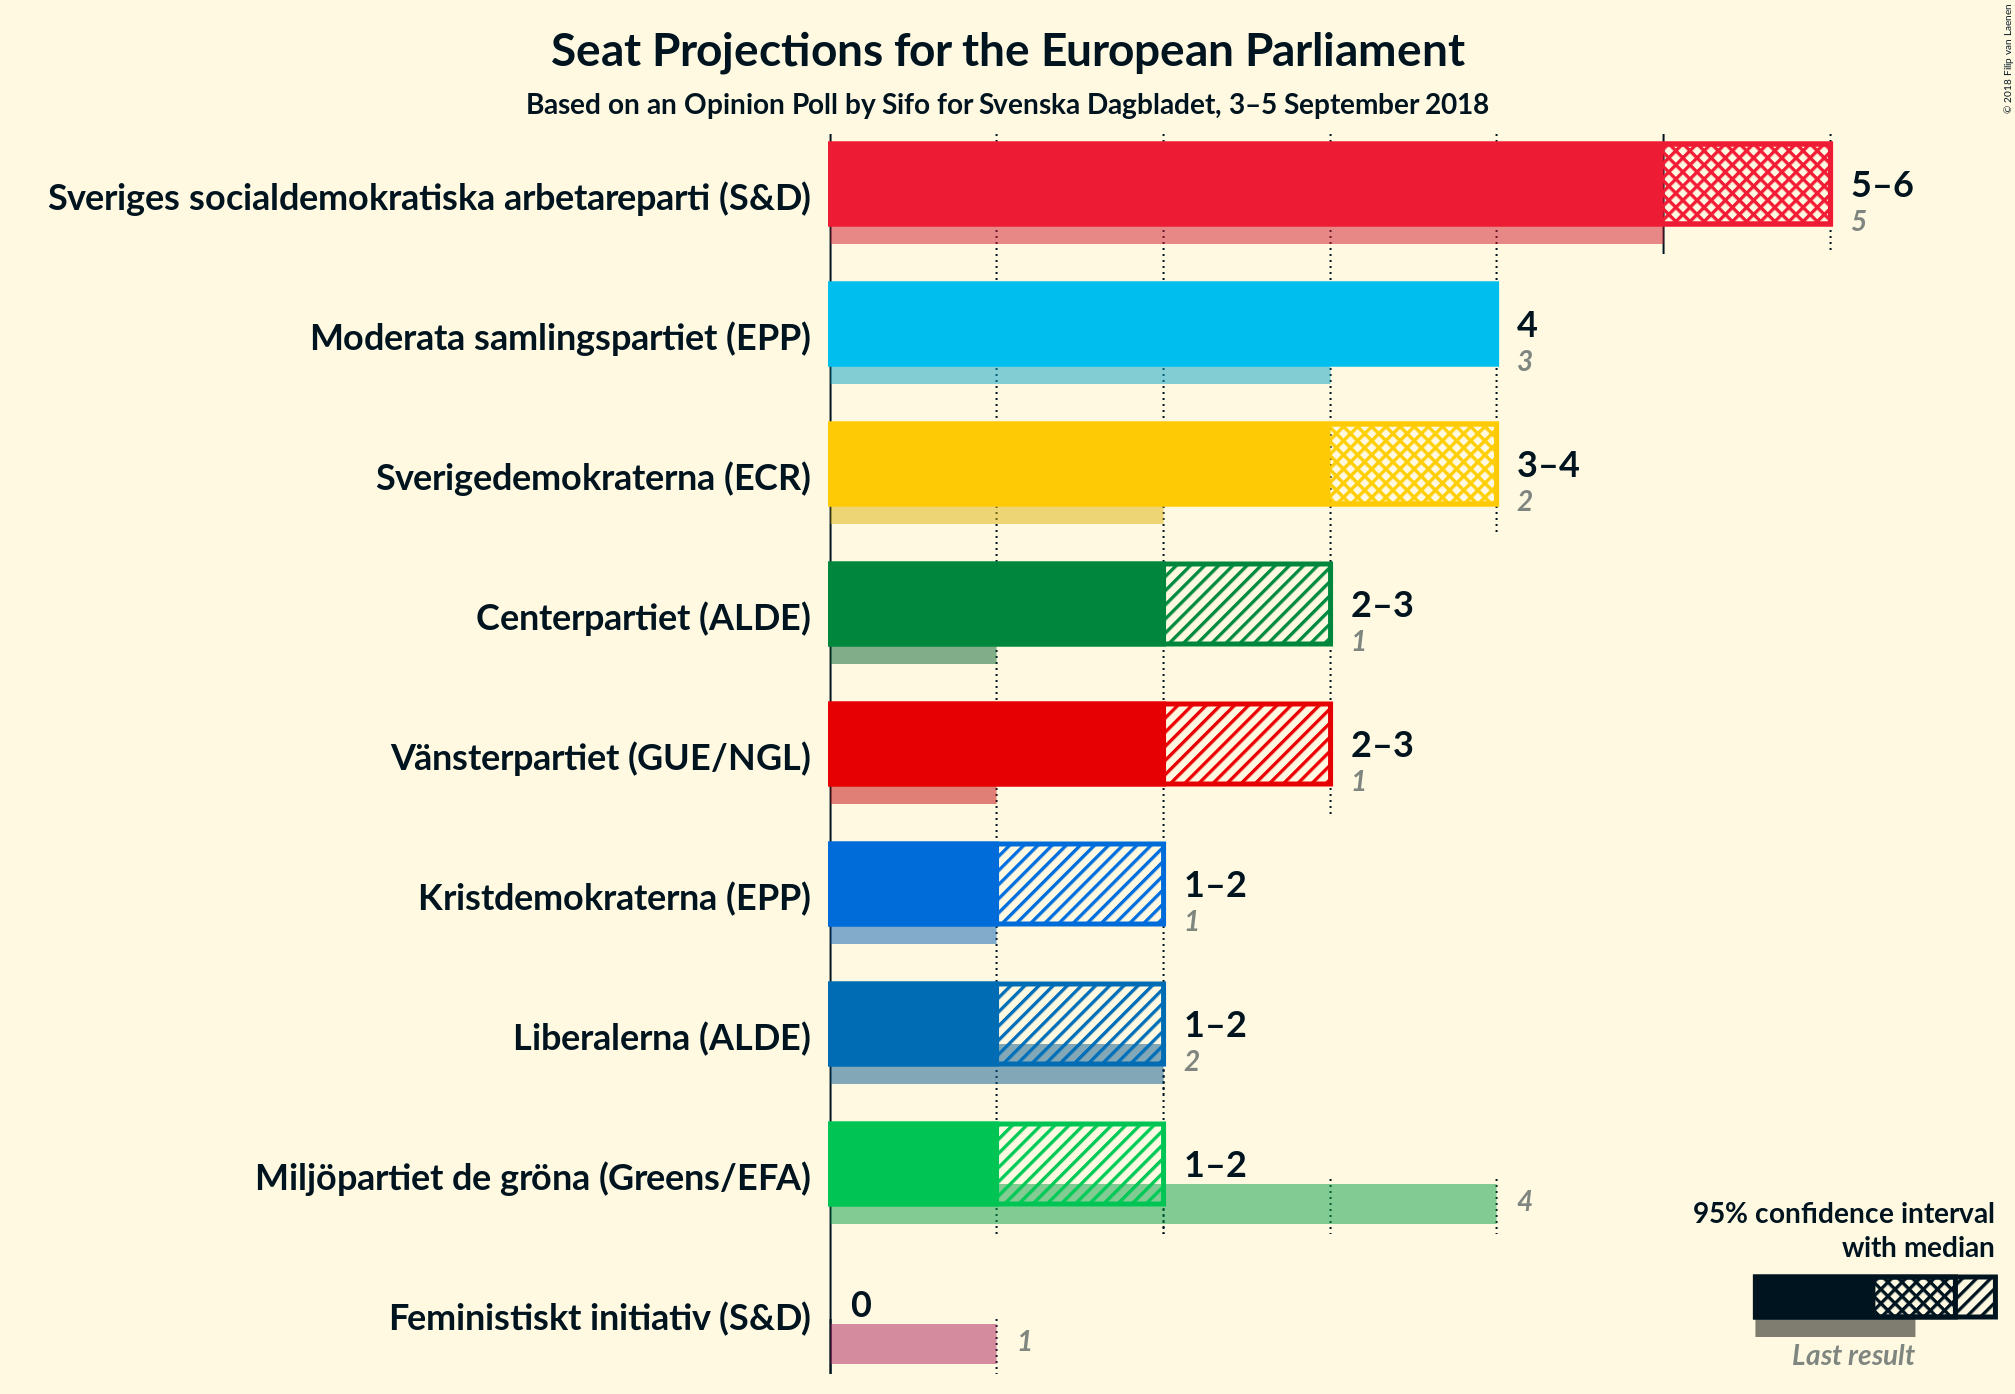 Seat Projections for the European Parliament
Based on an Opinion Poll by Sifo for Svenska Dagbladet, 3–5 September 2018
© 2018 Filip van Laenen
Sveriges socialdemokratiska arbetareparti (S&D)
5–6
5
Moderata samlingspartiet (EPP)
4
3
Sverigedemokraterna (ECR)
3–4
2
Centerpartiet (ALDE)
2–3
1
Vänsterpartiet (GUE/NGL)
2–3
1
Kristdemokraterna (EPP)
1–2
1
Liberalerna (ALDE)
1–2
2
Miljöpartiet de gröna (Greens/EFA)
1–2
4
Feministiskt initiativ (S&D)
0
1
95% confidence interval
with median
Last result